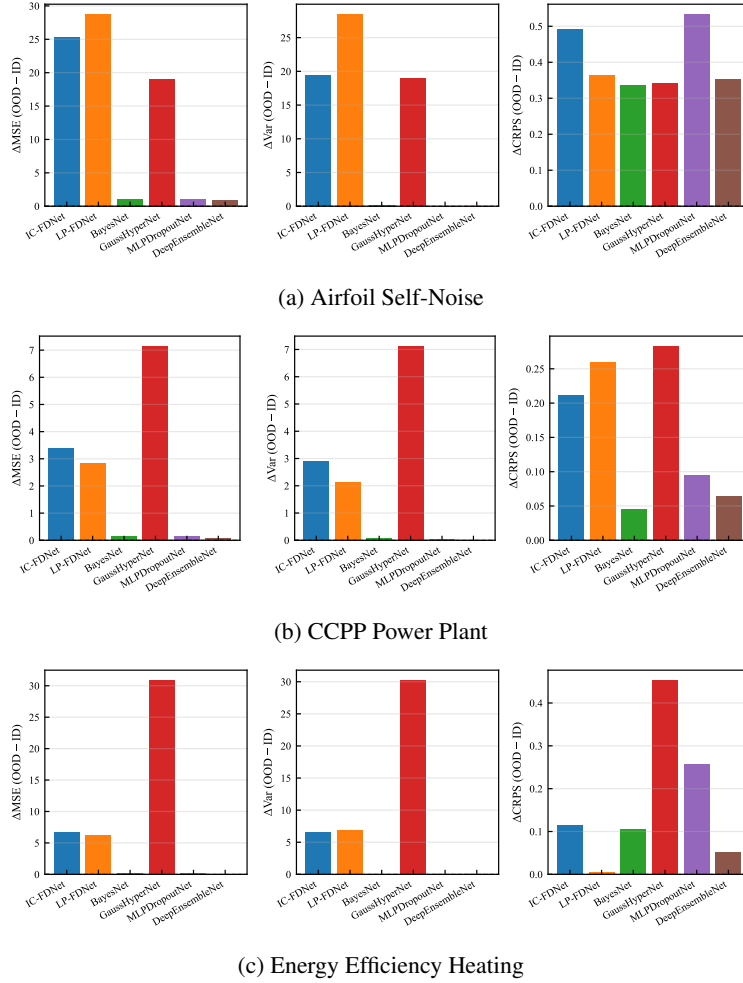 ΔMSE (OOD − ID)
30
25
20
15
10
5
0
IC-FDNet
LP-FDNet
BayesNet
GaussHyperNet
MLPDropoutNet
DeepEnsembleNet
ΔVar (OOD − ID)
30
25
20
15
10
5
0
IC-FDNet
LP-FDNet
BayesNet
GaussHyperNet
MLPDropoutNet
DeepEnsembleNet
ΔCRPS (OOD − ID)
0.5
0.4
0.3
0.2
0.1
0.0
IC-FDNet
LP-FDNet
BayesNet
GaussHyperNet
MLPDropoutNet
DeepEnsembleNet
(a) Airfoil Self-Noise
ΔMSE (OOD − ID)
7
6
5
4
3
2
1
0
IC-FDNet
LP-FDNet
BayesNet
GaussHyperNet
MLPDropoutNet
DeepEnsembleNet
ΔVar (OOD − ID)
7
6
5
4
3
2
1
0
IC-FDNet
LP-FDNet
BayesNet
GaussHyperNet
MLPDropoutNet
DeepEnsembleNet
ΔCRPS (OOD − ID)
0.25
0.20
0.15
0.10
0.05
0.00
IC-FDNet
LP-FDNet
BayesNet
GaussHyperNet
MLPDropoutNet
DeepEnsembleNet
(b) CCPP Power Plant
ΔMSE (OOD − ID)
30
25
20
15
10
5
0
IC-FDNet
LP-FDNet
BayesNet
GaussHyperNet
MLPDropoutNet
DeepEnsembleNet
ΔVar (OOD − ID)
30
25
20
15
10
5
0
IC-FDNet
LP-FDNet
BayesNet
GaussHyperNet
MLPDropoutNet
DeepEnsembleNet
ΔCRPS (OOD − ID)
0.4
0.3
0.2
0.1
0.0
IC-FDNet
LP-FDNet
BayesNet
GaussHyperNet
MLPDropoutNet
DeepEnsembleNet
(c) Energy Efficiency Heating